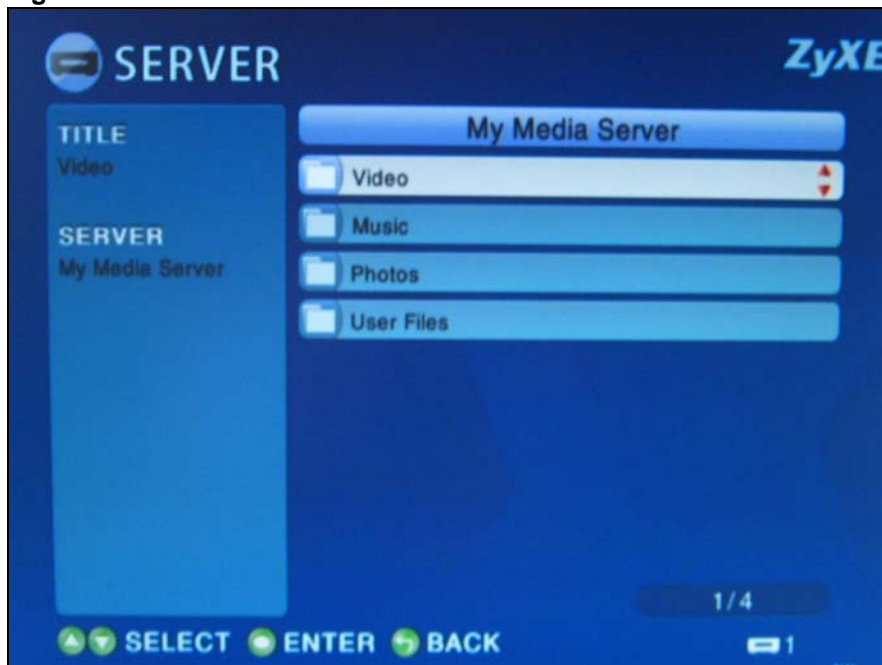 SERVER
ZyXE
TITLE
Video
SERVER
My Media Server
My Media Server
Video
Music
Photos
User Files
1/4
SELECT ENTER BACK
1